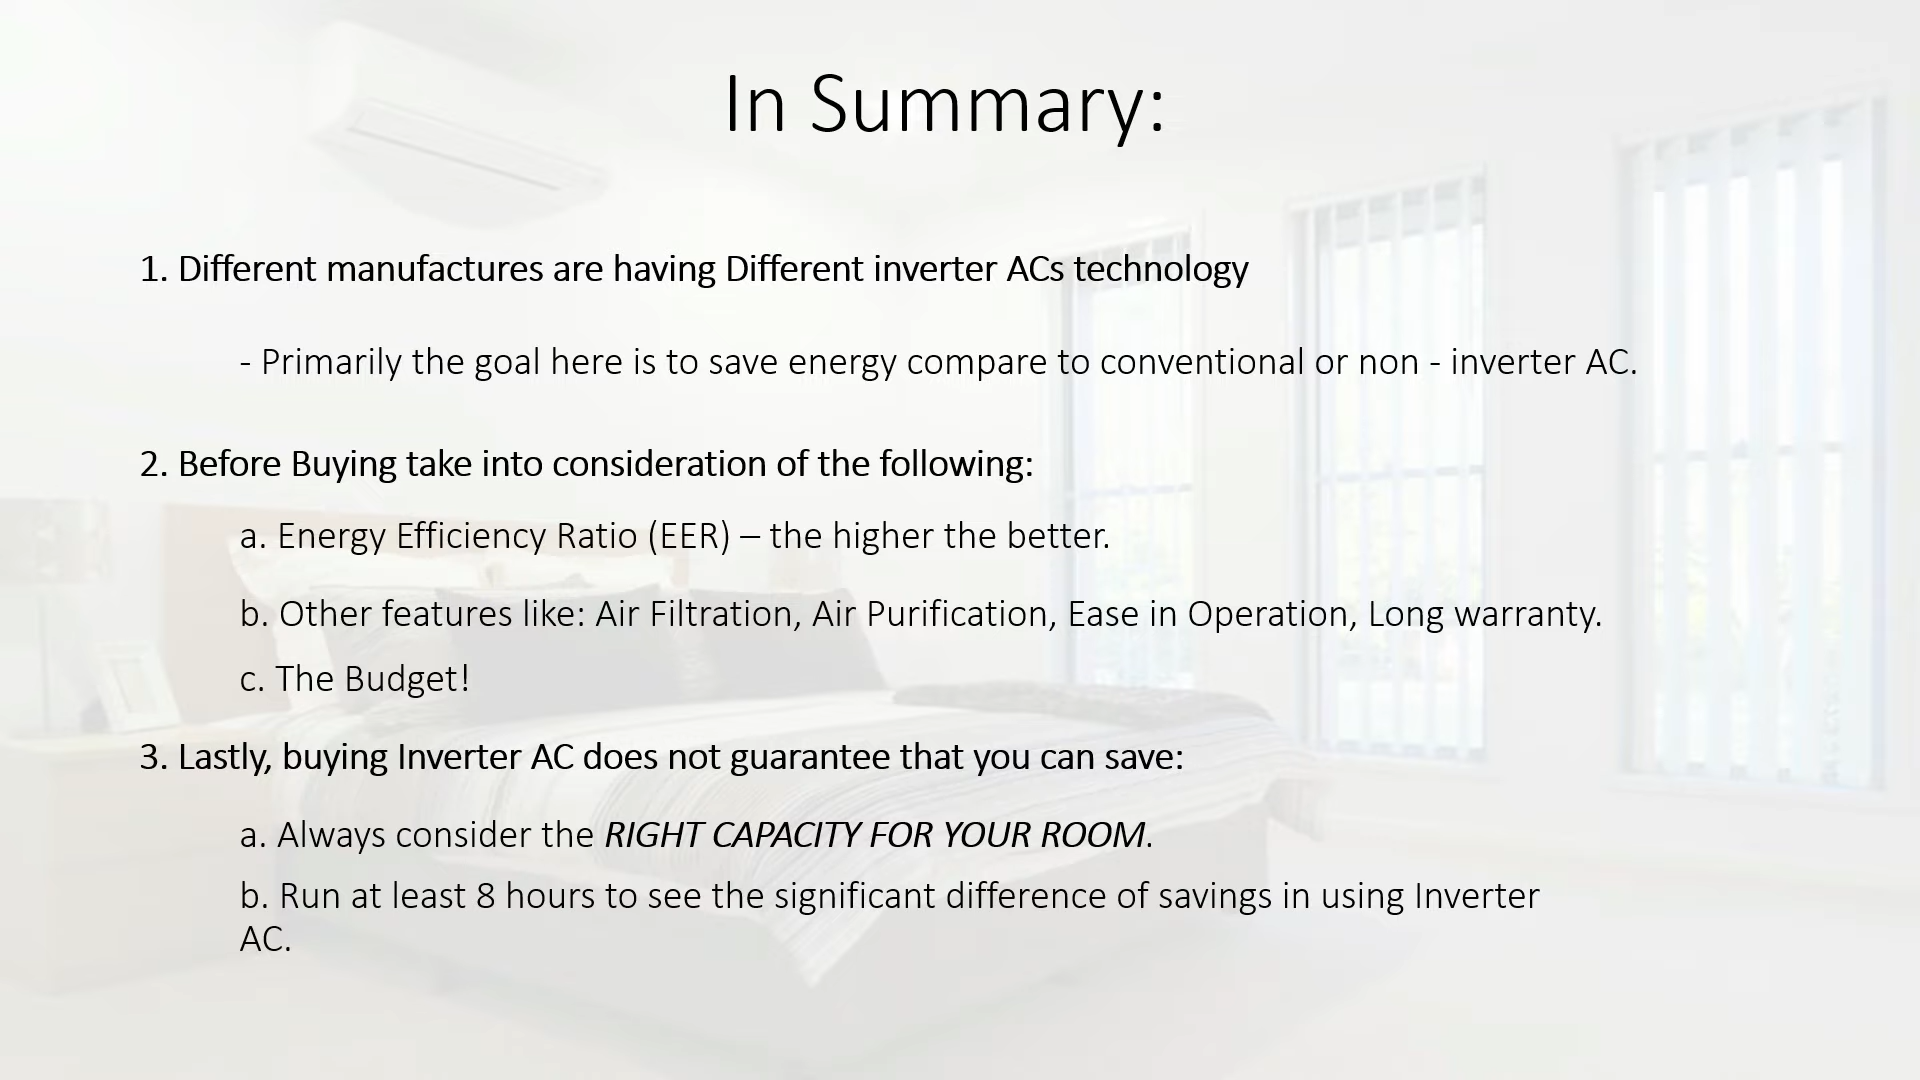 In Summary:
1. Different manufactures are having Different inverter ACs technology
- Primarily the goal here is to save energy compare to conventional or non - inverter AC.
2. Before Buying take into consideration of the following:
a. Energy Efficiency Ratio (EER) – the higher the better.
b. Other features like: Air Filtration, Air Purification, Ease in Operation, Long warranty.
c. The Budget!
3. Lastly, buying Inverter AC does not guarantee that you can save:
a. Always consider the RIGHT CAPACITY FOR YOUR ROOM.
b. Run at least 8 hours to see the significant difference of savings in using Inverter
AC.